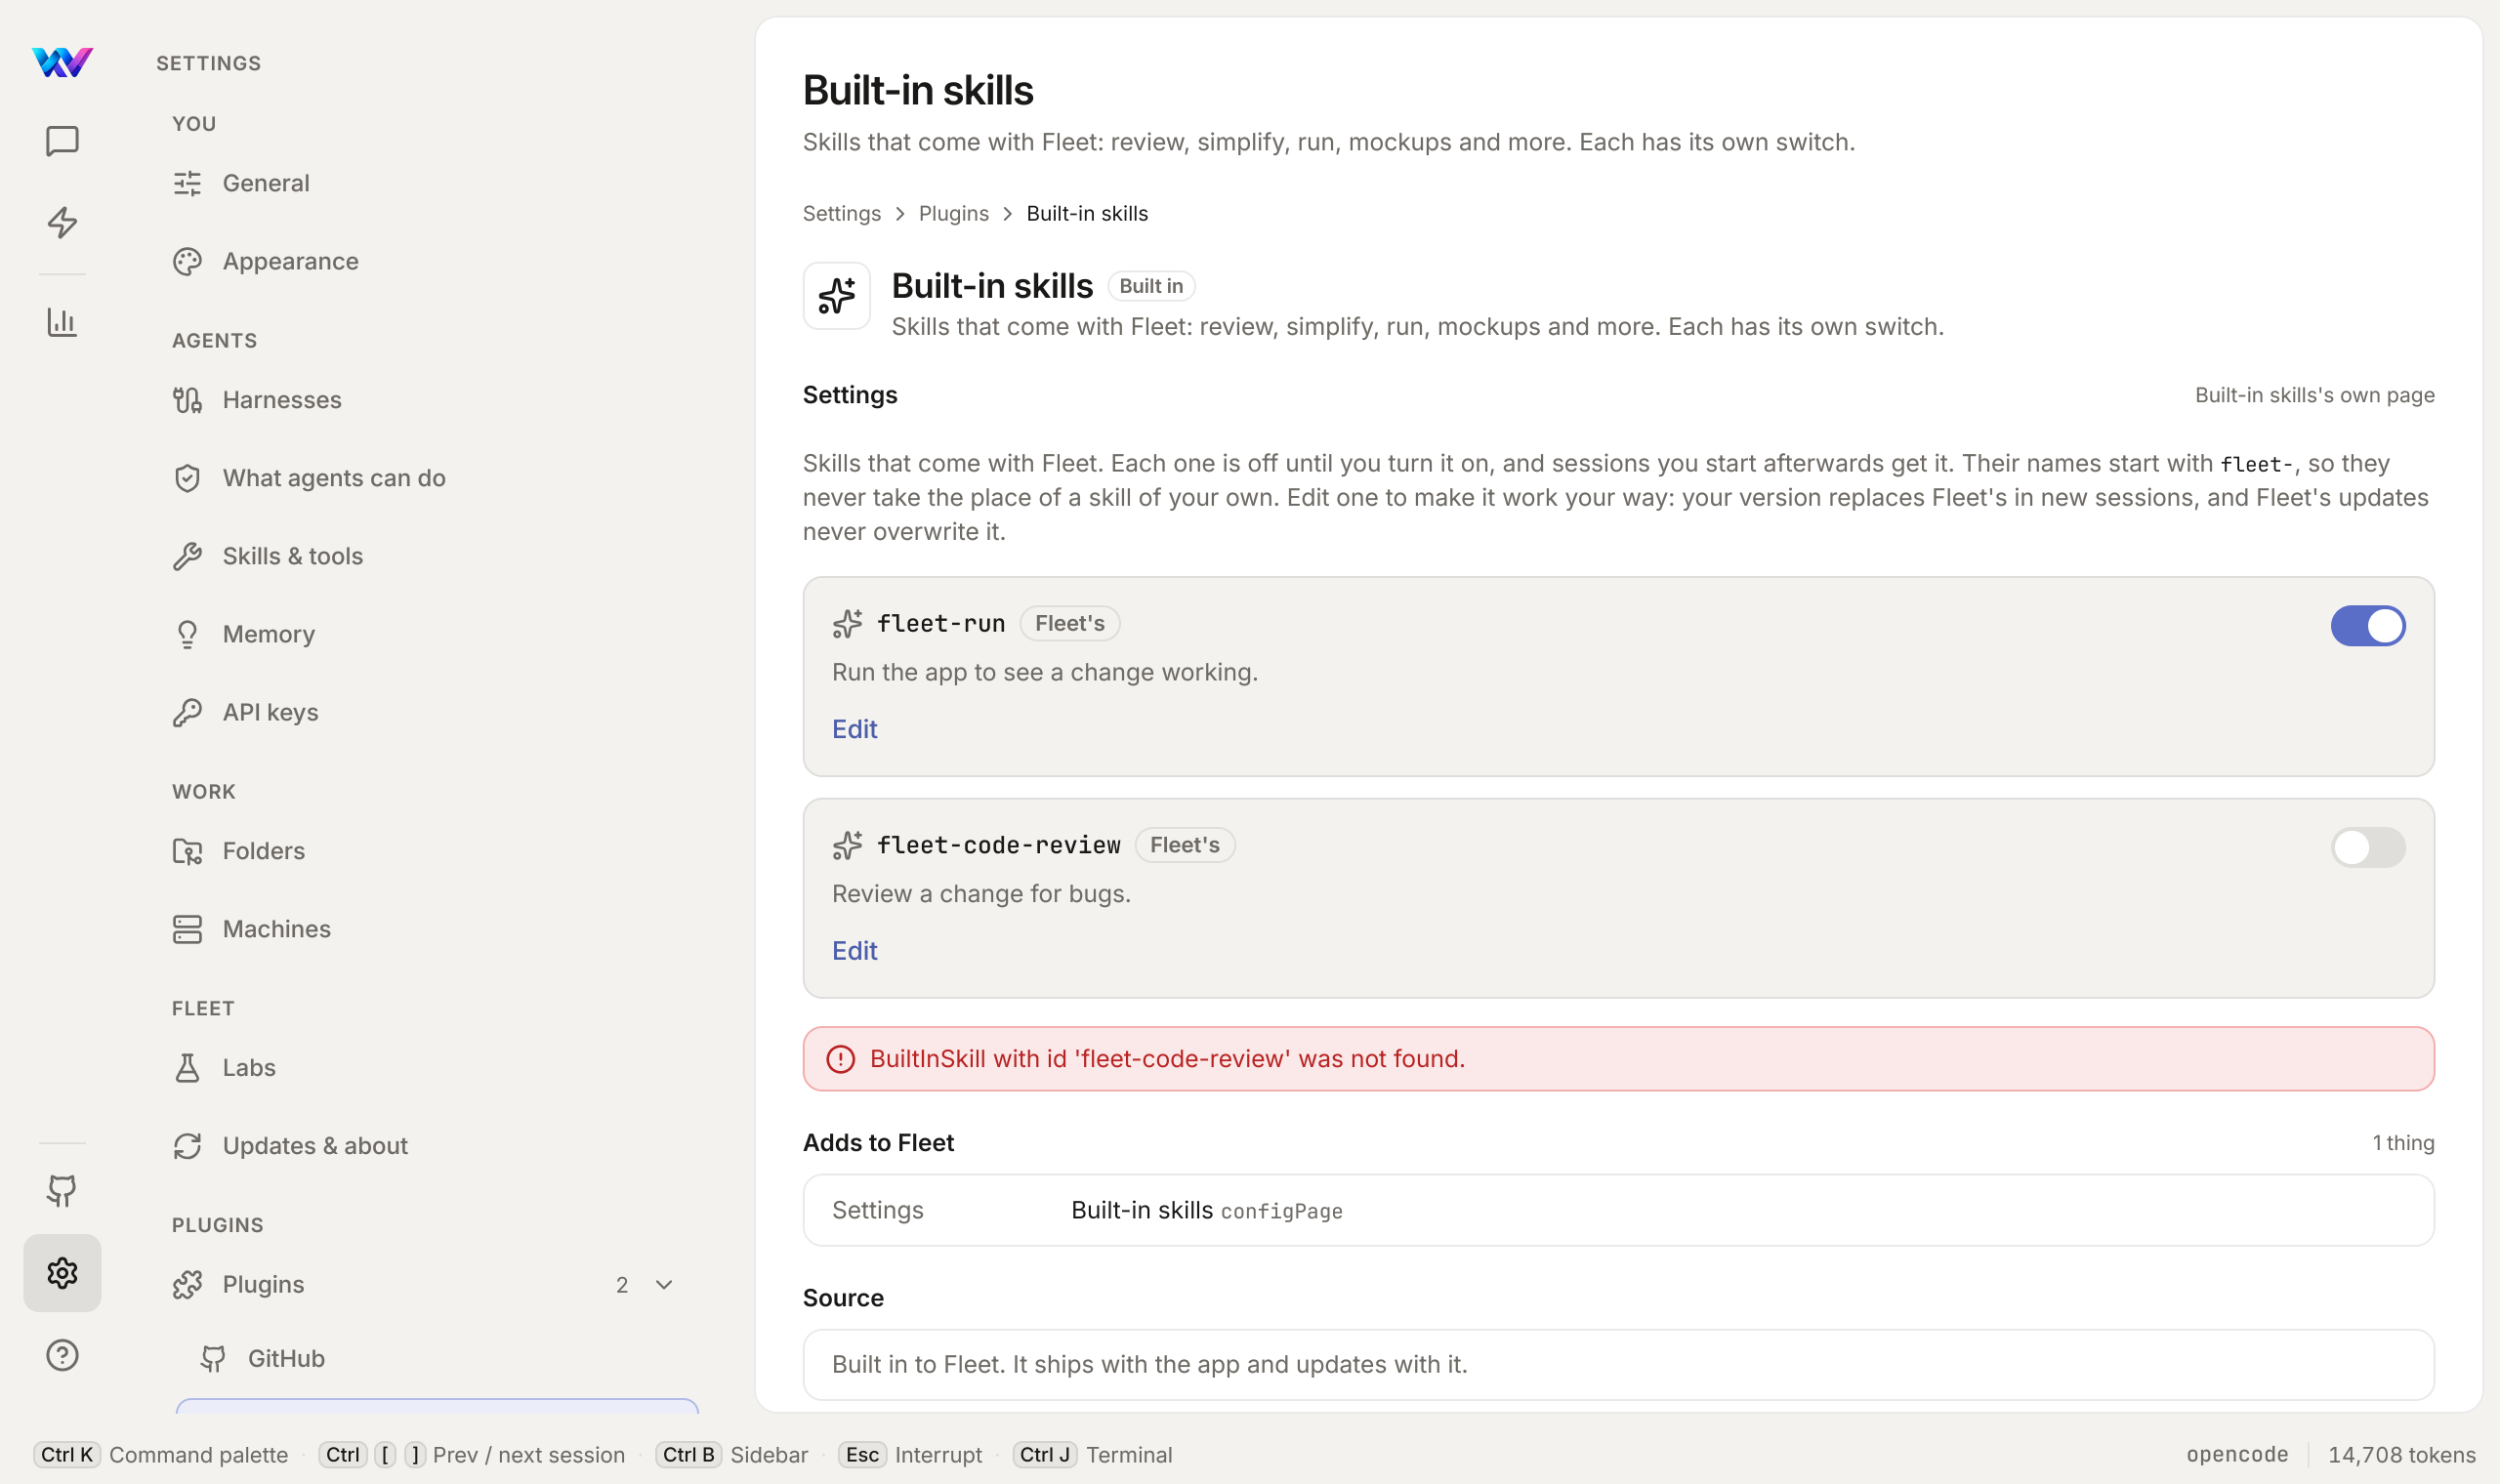 SETTINGS
YOU
General
Appearance
AGENTS
Harnesses
What agents can do
Skills & tools
Memory
API keys
WORK
Folders
Machines
FLEET
Labs
Updates & about
PLUGINS
Plugins 2
GitHub
Built-in skills
Skills that come with Fleet: review, simplify, run, mockups and more. Each has its own switch.
Settings > Plugins > Built-in skills
Built-in skills Built in
Skills that come with Fleet: review, simplify, run, mockups and more. Each has its own switch.
Settings Built-in skills's own page
Skills that come with Fleet. Each one is off until you turn it on, and sessions you start afterwards get it. Their names start with fleet-, so they
never take the place of a skill of your own. Edit one to make it work your way: your version replaces Fleet's in new sessions, and Fleet's updates
never overwrite it.
fleet-run Fleet's
Run the app to see a change working.
Edit
fleet-code-review Fleet's
Review a change for bugs.
Edit
BuiltInSkill with id 'fleet-code-review' was not found.
Adds to Fleet 1 thing
Settings Built-in skills configPage
Source
Built in to Fleet. It ships with the app and updates with it.
Ctrl K Command palette · Ctrl [ ] Prev / next session · Ctrl B Sidebar · Esc Interrupt · Ctrl J Terminal opencode 14,708 tokens